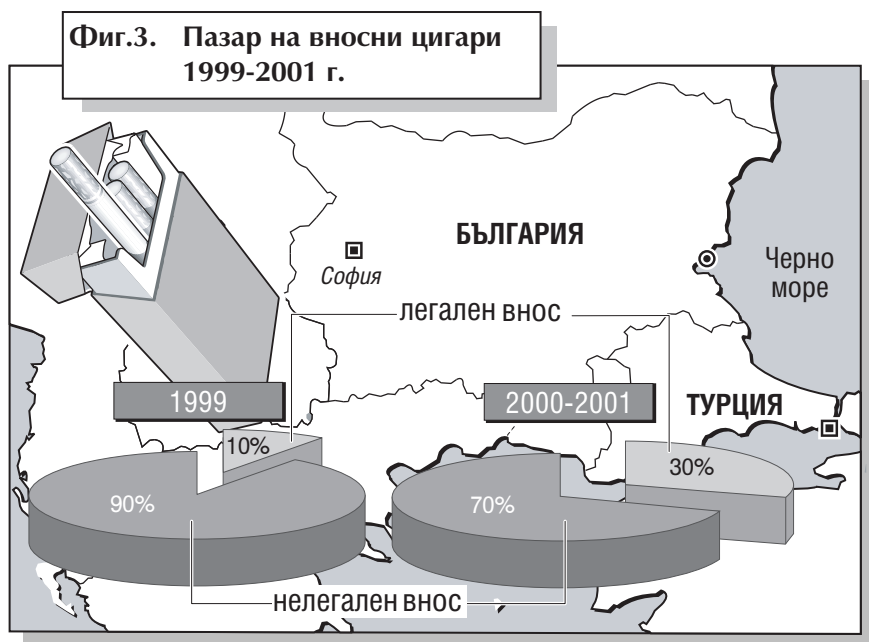 Фиг.3. Пазар на вносни цигари
1999-2001 г.
БЪЛГАРИЯ
София
Черно
море
легален внос
1999
2000-2001
ТУРЦИЯ
10%
30%
90%
70%
нелегален внос